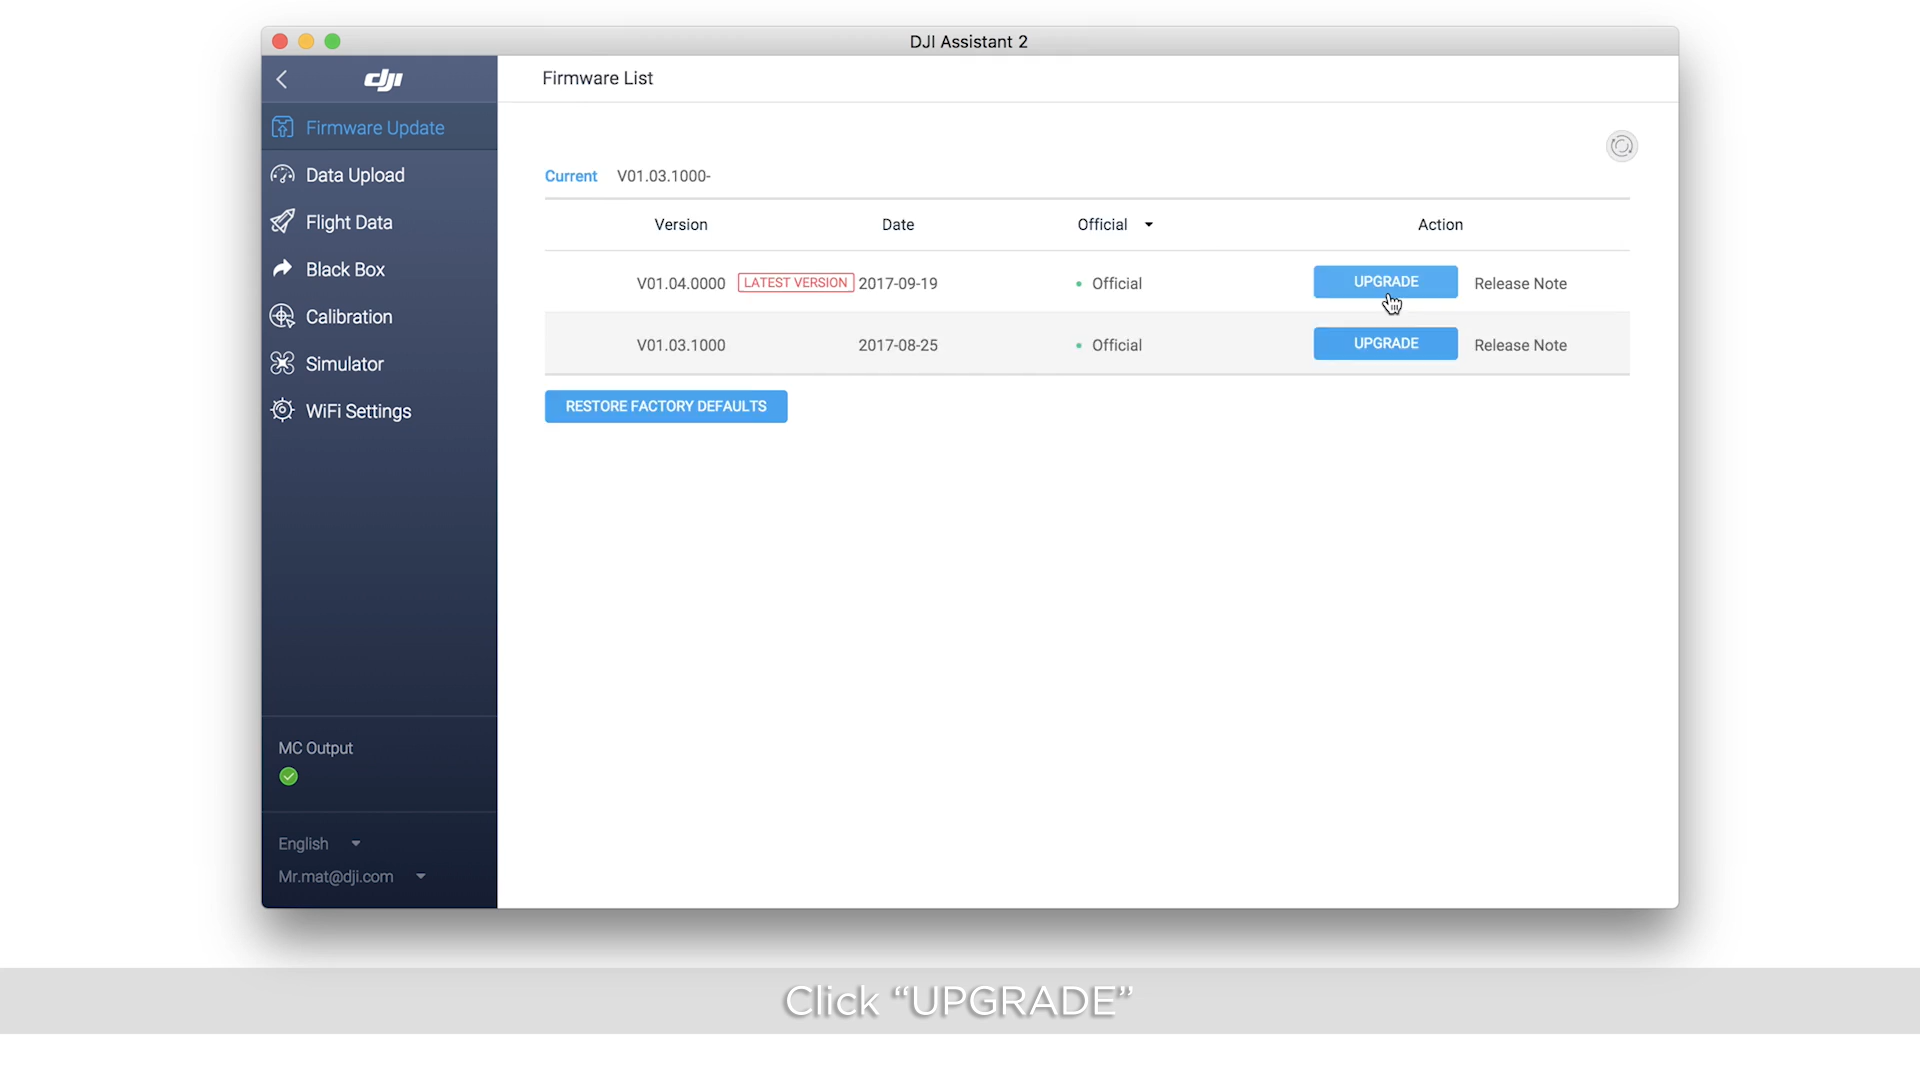 DJI Assistant 2
dji
Firmware List
Firmware Update
Data Upload
Flight Data
Black Box
Calibration
Simulator
WiFi Settings
MC Output
English
Mr.mat@dji.com
Current V01.03.1000-
Version Date Official Action
V01.04.0000 LATEST VERSION 2017-09-19 Official UPGRADE Release Note
V01.03.1000 2017-08-25 Official UPGRADE Release Note
RESTORE FACTORY DEFAULTS
Click “UPGRADE”